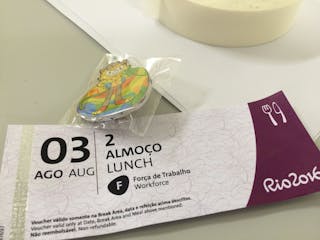 03
AGO AUG
2
ALMOÇO
LUNCH
F Força de Trabalho
Workforce
Rio2016
Voucher válido somente na Break Area, data e refeição acima descritas.
Voucher valid only at Date, Break Area and Meal above mentioned.
Não reembolsável. Non-refundable.